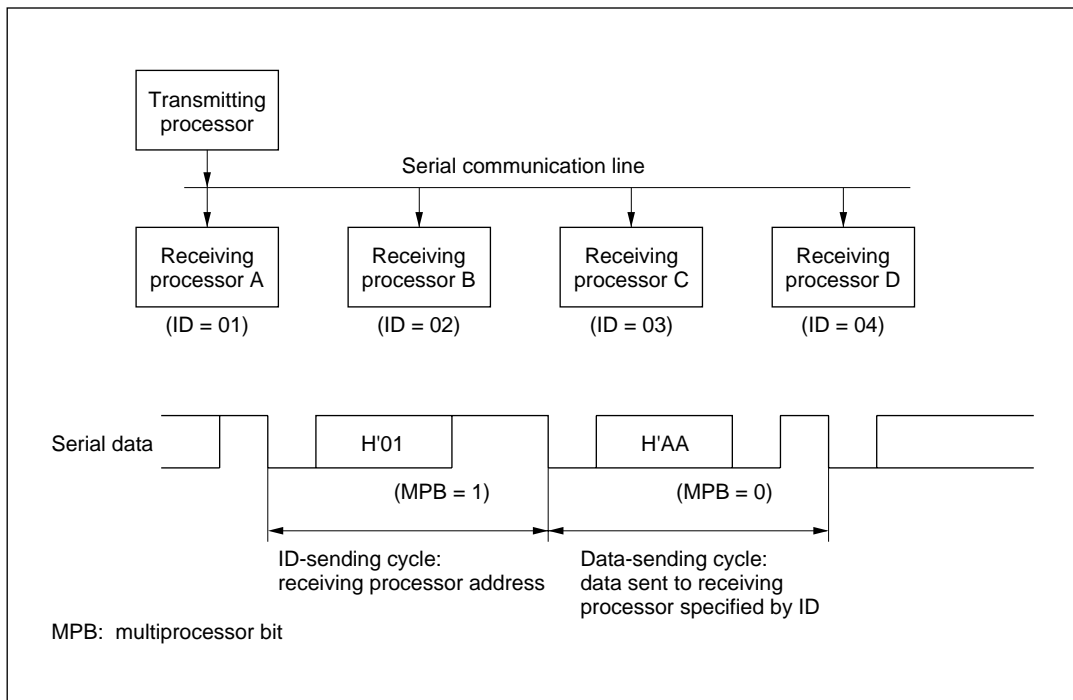 Transmitting
processor
Serial communication line
Receiving
processor A
Receiving
processor B
Receiving
processor C
Receiving
processor D
(ID = 01)
(ID = 02)
(ID = 03)
(ID = 04)
Serial data
H'01
H'AA
(MPB = 1)
(MPB = 0)
ID-sending cycle:
receiving processor address
Data-sending cycle:
data sent to receiving
processor specified by ID
MPB: multiprocessor bit